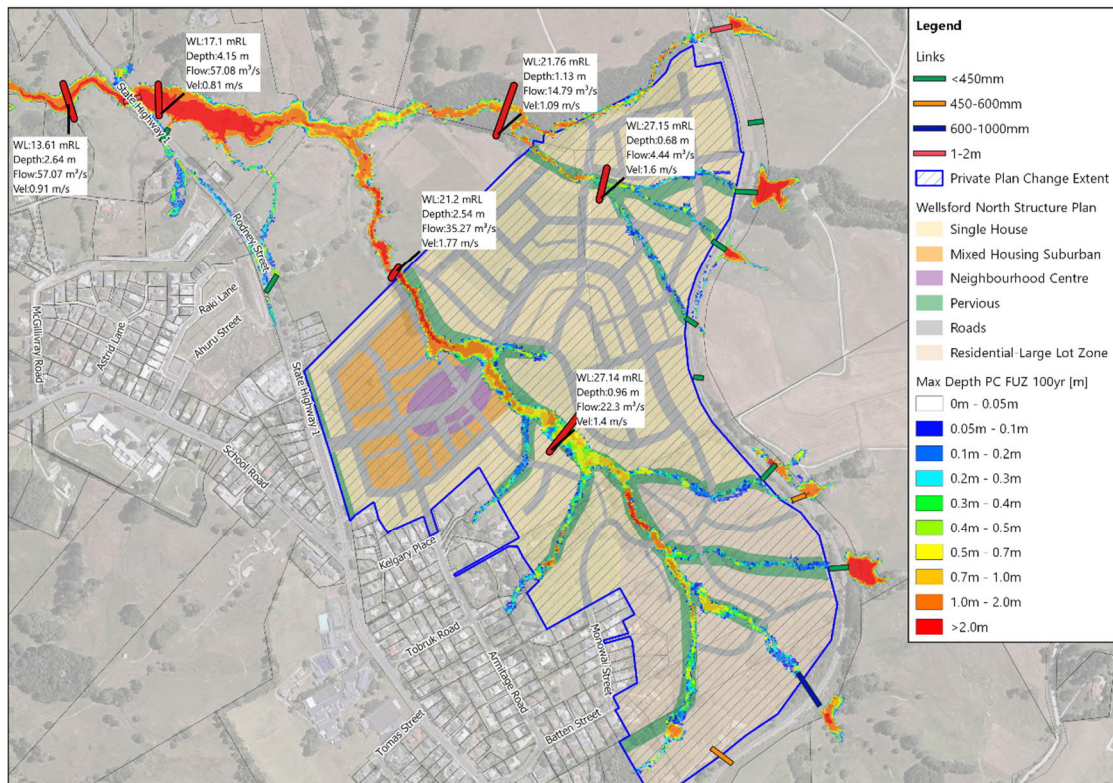 WL:17.1 mRL
Depth:4.15 m
Flow:57.08 m³/s
Vel:0.81 m/s
WL:21.76 mRL
Depth:1.13 m
Flow:14.79 m³/s
Vel:1.09 m/s
WL:13.61 mRL
Depth:2.64 m
Flow:57.07 m³/s
Vel:0.91 m/s
WL:27.15 mRL
Depth:0.68 m
Flow:4.44 m³/s
Vel:1.6 m/s
WL:21.2 mRL
Depth:2.54 m
Flow:35.27 m³/s
Vel:1.77 m/s
WL:27.14 mRL
Depth:0.96 m
Flow:22.3 m³/s
Vel:1.4 m/s
State Highway 1
Rodney Street
Raki Lane
Ahuru Street
Astrid Lane
McGillivray Road
State Highway 1
School Road
Kelgary Place
Tobruk Road
Armitage Road
Monowai Street
Batten Street
Tomas Street
Legend
Links
<450mm
450-600mm
600-1000mm
1-2m
Private Plan Change Extent
Wellsford North Structure Plan
Single House
Mixed Housing Suburban
Neighbourhood Centre
Pervious
Roads
Residential-Large Lot Zone
Max Depth PC FUZ 100yr [m]
0m - 0.05m
0.05m - 0.1m
0.1m - 0.2m
0.2m - 0.3m
0.3m - 0.4m
0.4m - 0.5m
0.5m - 0.7m
0.7m - 1.0m
1.0m - 2.0m
>2.0m